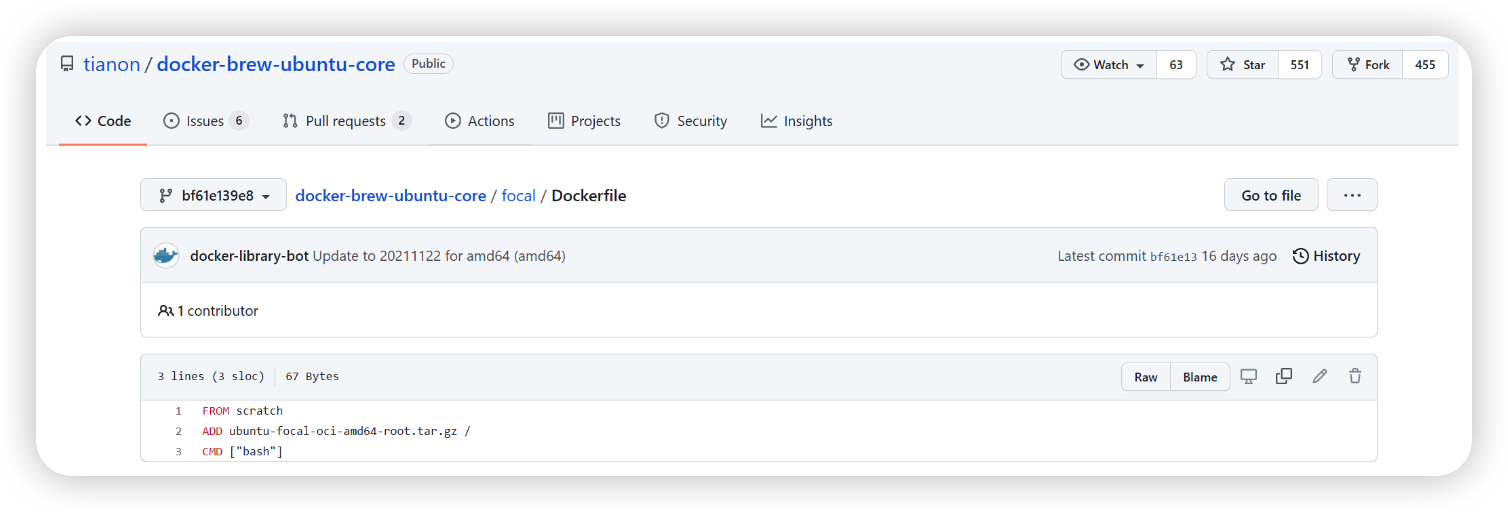 tianon / docker-brew-ubuntu-core Public Watch 63 Star 551 Fork 455
Code Issues 6 Pull requests 2 Actions Projects Security Insights
bf61e139e8 docker-brew-ubuntu-core / focal / Dockerfile Go to file ...
docker-library-bot Update to 20211122 for amd64 (amd64) Latest commit bf61e13 16 days ago History
1 contributor
3 lines (3 sloc) 67 Bytes Raw Blame
1 FROM scratch
2 ADD ubuntu-focal-oci-amd64-root.tar.gz /
3 CMD ["bash"]